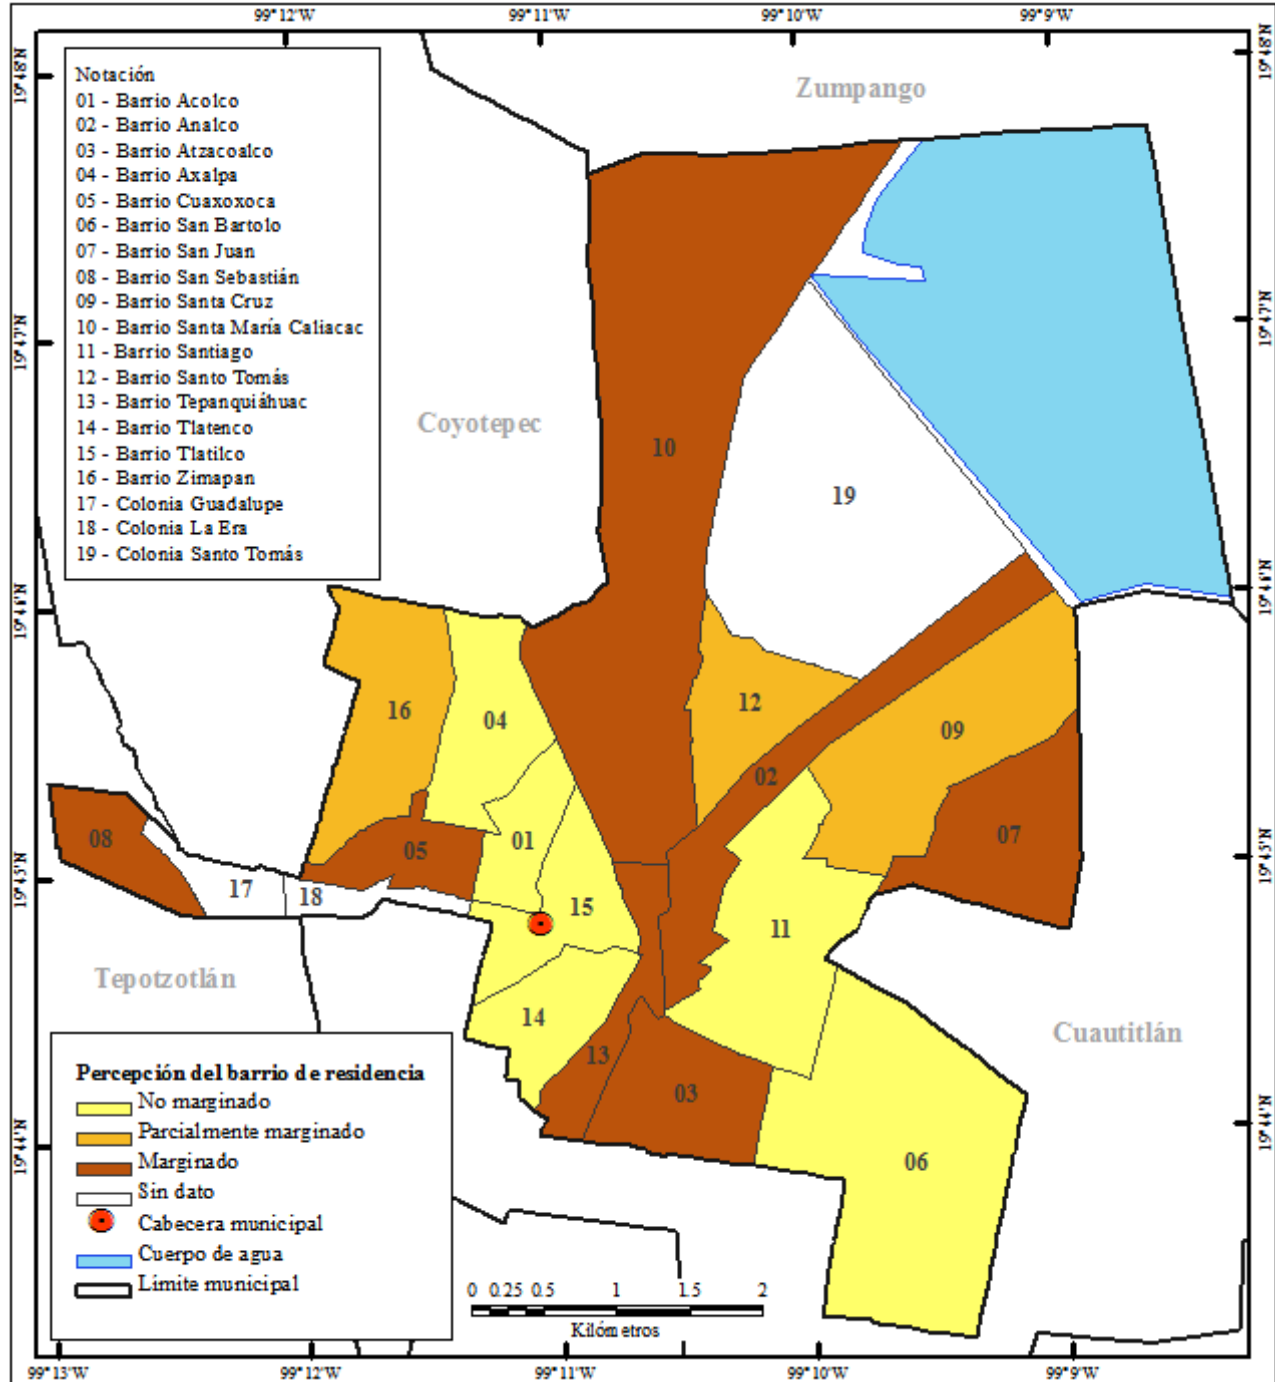 99°12'W 99°11'W 99°10'W 99°9'W
19°48'N
19°48'N
Notación
01 - Barrio Acolco
02 - Barrio Analco
03 - Barrio Atzacoalco
04 - Barrio Axalpa
05 - Barrio Cuaxoxoca
06 - Barrio San Bartolo
07 - Barrio San Juan
08 - Barrio San Sebastián
09 - Barrio Santa Cruz
10 - Barrio Santa María Caliacac
11 - Barrio Santiago
12 - Barrio Santo Tomás
13 - Barrio Tepanquiáhuac
14 - Barrio Tlatenco
15 - Barrio Tlatilco
16 - Barrio Zimapan
17 - Colonia Guadalupe
18 - Colonia La Era
19 - Colonia Santo Tomás
Zumpango
19°47'N
19°47'N
Coyotepec
10
19
19°46'N
19°46'N
16
04
12
09
02
08
05
01
07
19°45'N
19°45'N
17
18
15
11
Tepotzotlán
14
Cuautitlán
13
03
06
19°44'N
19°44'N
Percepción del barrio de residencia
No marginado
Parcialmente marginado
Marginado
Sin dato
Cabecera municipal
Cuerpo de agua
Límite municipal
0 0.25 0.5 1 1.5 2
Kilómetros
99°13'W 99°12'W 99°11'W 99°10'W 99°9'W